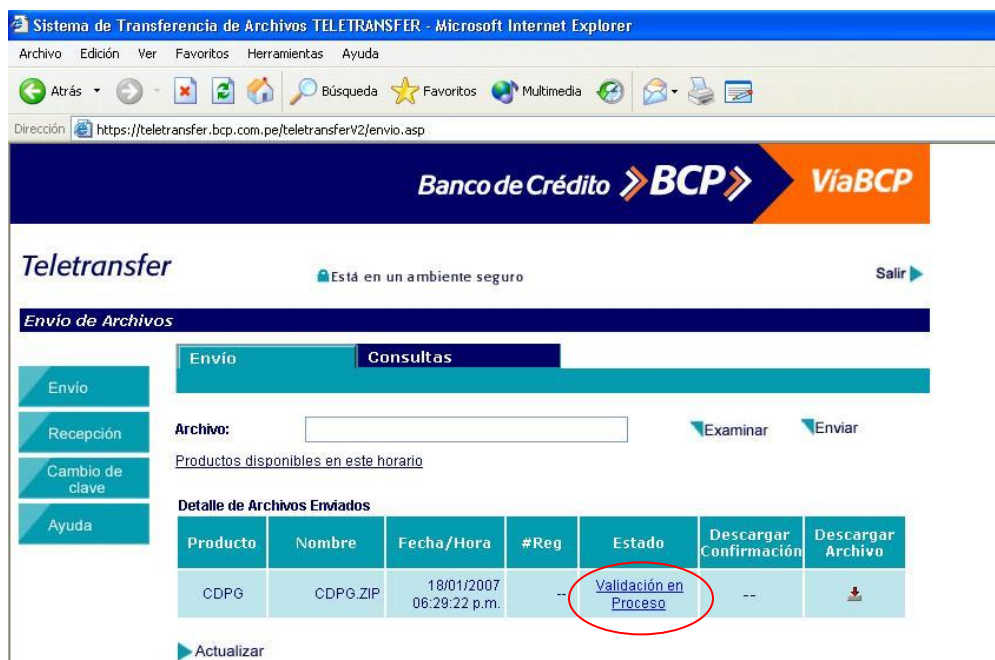 Sistema de Transferencia de Archivos TELETRANSFER - Microsoft Internet Explorer
Archivo Edición Ver Favoritos Herramientas Ayuda
Atrás Búsqueda Favoritos Multimedia
Dirección https://teletransfer.bcp.com.pe/teletransferV2/envio.asp
Banco de Crédito BCP VíaBCP
Teletransfer Está en un ambiente seguro Salir
Envío de Archivos
Envío Consultas
Envío
Recepción
Cambio de
clave
Ayuda
Archivo: Examinar Enviar
Productos disponibles en este horario
Detalle de Archivos Enviados
Producto Nombre Fecha/Hora #Reg Estado Descargar Confirmación Descargar Archivo
CDPG CDPG.ZIP 18/01/2007 06:29:22 p.m. -- Validación en Proceso --
Actualizar